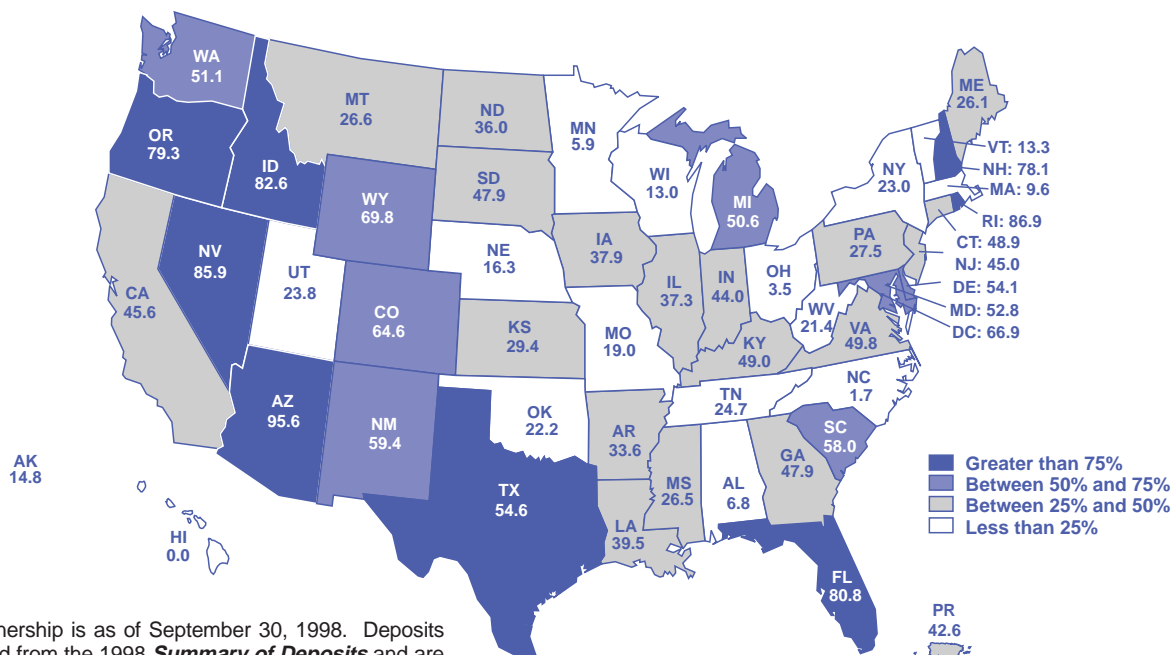 WA
51.1
MT
26.6
ND
36.0
MN
5.9
ME
26.1
OR
79.3
ID
82.6
SD
47.9
WI
13.0
MI
50.6
NY
23.0
VT: 13.3
NH: 78.1
MA: 9.6
RI: 86.9
CT: 48.9
NJ: 45.0
DE: 54.1
MD: 52.8
DC: 66.9
WY
69.8
NV
85.9
UT
23.8
CA
45.6
CO
64.6
NE
16.3
IA
37.9
IL
37.3
IN
44.0
OH
3.5
PA
27.5
WV
21.4
VA
49.8
KS
29.4
MO
19.0
KY
49.0
NC
1.7
TN
24.7
AZ
95.6
NM
59.4
OK
22.2
AR
33.6
SC
58.0
GA
47.9
AL
6.8
MS
26.5
TX
54.6
LA
39.5
FL
80.8
AK
14.8
HI
0.0
PR
42.6
Greater than 75%
Between 50% and 75%
Between 25% and 50%
Less than 25%
nership is as of September 30, 1998. Deposits
d from the 1998 Summary of Deposits and are